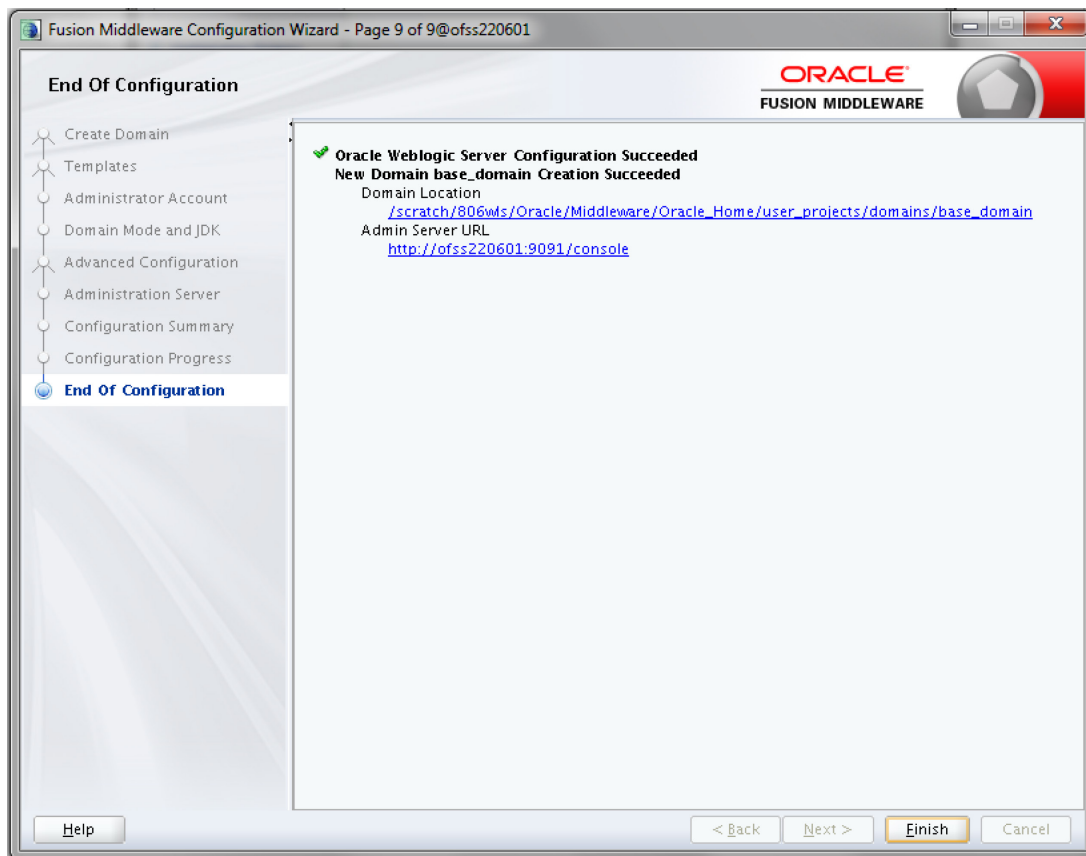 Fusion Middleware Configuration Wizard - Page 9 of 9@ofss220601
End Of Configuration
ORACLE
FUSION MIDDLEWARE
Create Domain
Templates
Administrator Account
Domain Mode and JDK
Advanced Configuration
Administration Server
Configuration Summary
Configuration Progress
End Of Configuration
Oracle Weblogic Server Configuration Succeeded
New Domain base_domain Creation Succeeded
Domain Location
/scratch/806wls/Oracle/Middleware/Oracle_Home/user_projects/domains/base_domain
Admin Server URL
http://ofss220601:9091/console
Help
< Back
Next >
Finish
Cancel